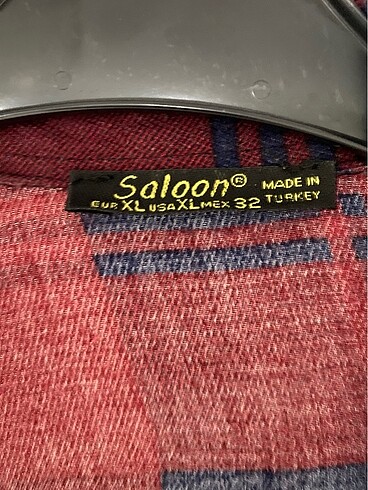 Saloon® MADE IN
EUR XL USA XL MEX 32 TURKEY